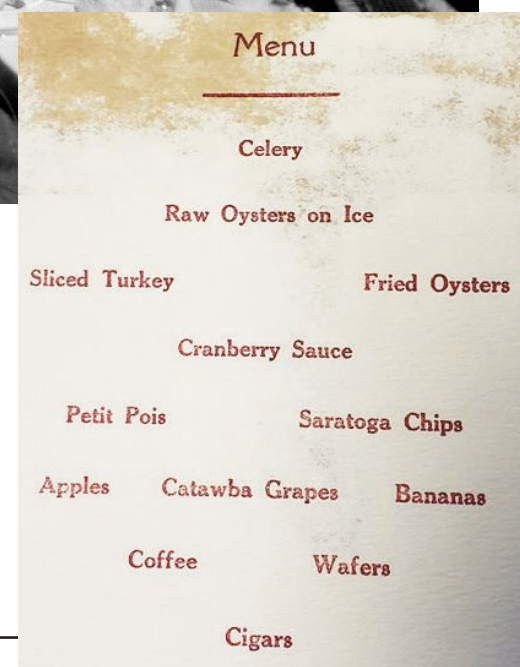 Menu
Celery
Raw Oysters on Ice
Sliced Turkey Fried Oysters
Cranberry Sauce
Petit Pois Saratoga Chips
Apples Catawba Grapes Bananas
Coffee Wafers
Cigars